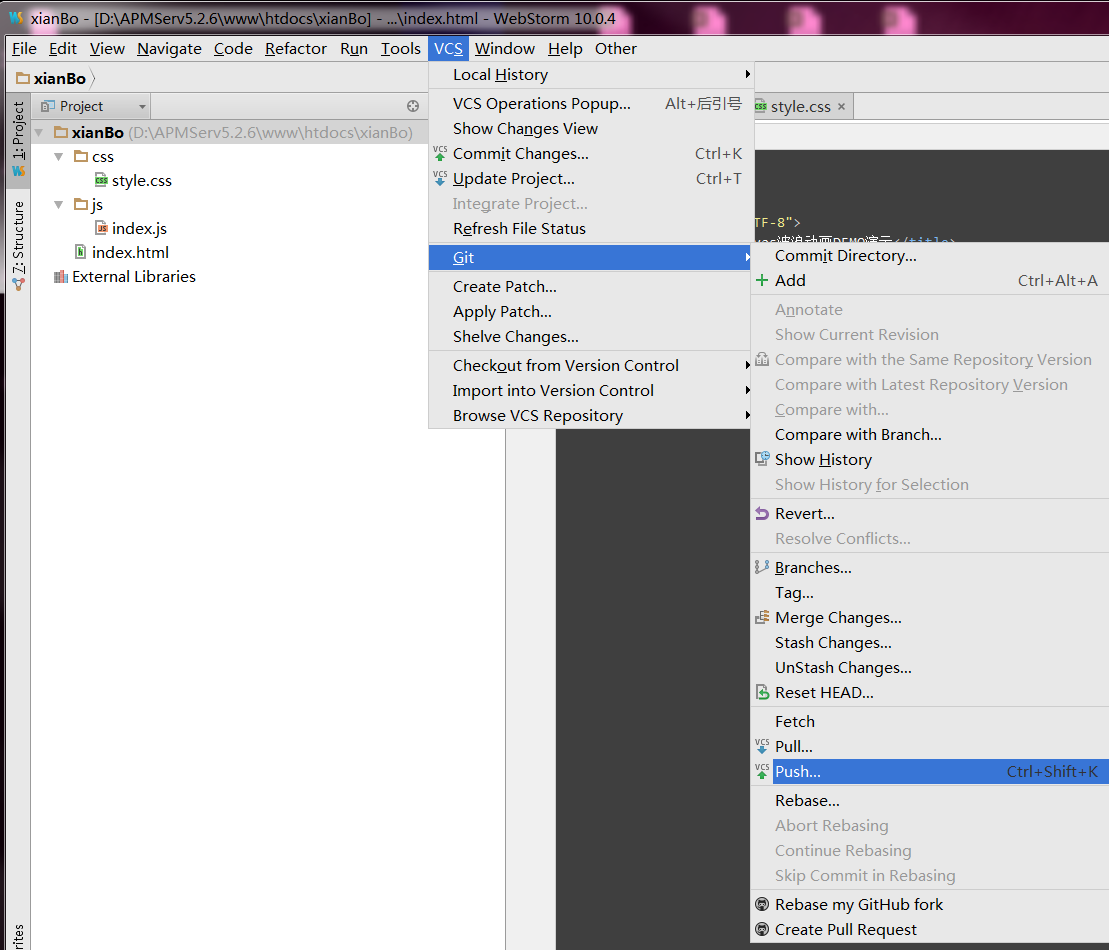 xianBo - [D:\APMServ5.2.6\www\htdocs\xianBo] - ...\index.html - WebStorm 10.0.4
File Edit View Navigate Code Refactor Run Tools VCS Window Help Other
xianBo
1: Project
Z: Structure
rites
Project
xianBo (D:\APMServ5.2.6\www\htdocs\xianBo)
css
style.css
js
index.js
index.html
External Libraries
style.css ×
TF-8">
Local History
VCS Operations Popup... Alt+后引号
Show Changes View
Commit Changes... Ctrl+K
Update Project... Ctrl+T
Integrate Project...
Refresh File Status
Git
Create Patch...
Apply Patch...
Shelve Changes...
Checkout from Version Control
Import into Version Control
Browse VCS Repository
Commit Directory...
Add Ctrl+Alt+A
Annotate
Show Current Revision
Compare with the Same Repository Version
Compare with Latest Repository Version
Compare with...
Compare with Branch...
Show History
Show History for Selection
Revert...
Resolve Conflicts...
Branches...
Tag...
Merge Changes...
Stash Changes...
UnStash Changes...
Reset HEAD...
Fetch
Pull...
Push... Ctrl+Shift+K
Rebase...
Abort Rebasing
Continue Rebasing
Skip Commit in Rebasing
Rebase my GitHub fork
Create Pull Request